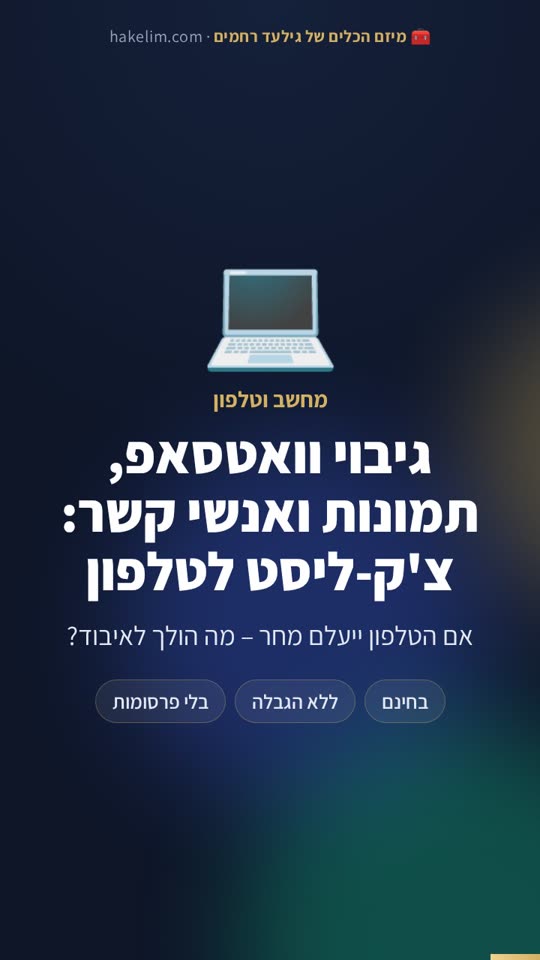 🧰 מיזם הכלים של גילעד רחמים · hakelim.com
מחשב וטלפון
גיבוי וואטסאפ,
תמונות ואנשי קשר:
צ'ק-ליסט לטלפון
אם הטלפון ייעלם מחר – מה הולך לאיבוד?
בחינם
ללא הגבלה
בלי פרסומות